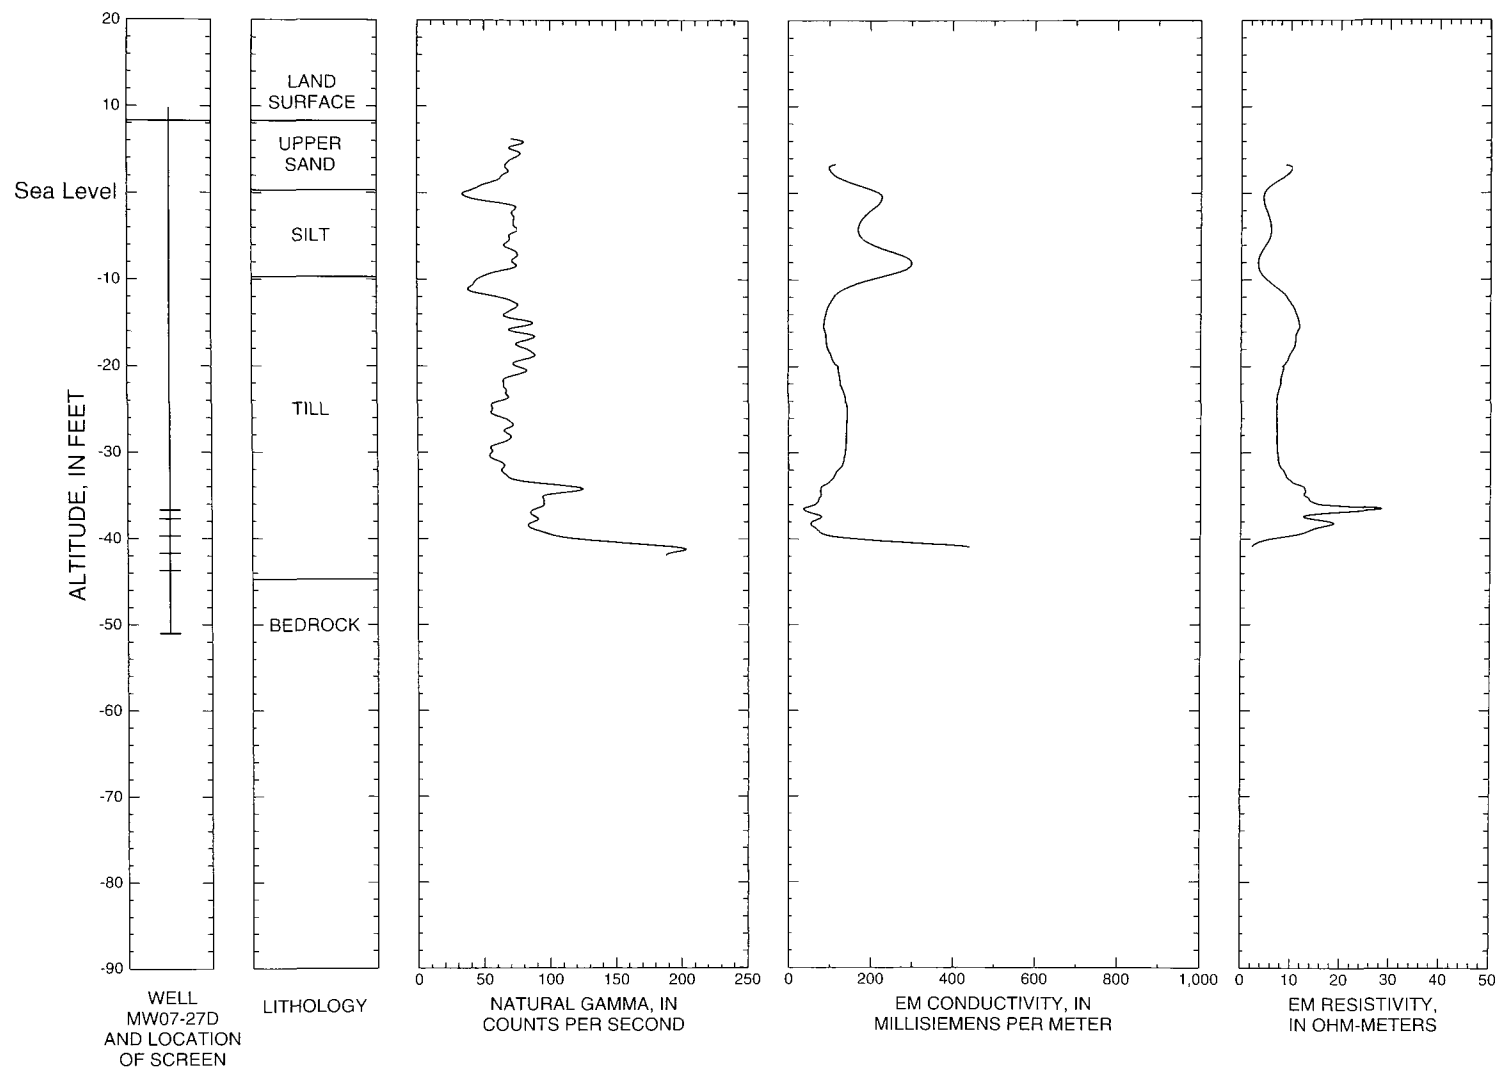 20
10
Sea Level
-10
-20
-30
-40
-50
-60
-70
-80
-90
ALTITUDE, IN FEET
WELL
MW07-27D
AND LOCATION
OF SCREEN
LAND
SURFACE
UPPER
SAND
SILT
TILL
BEDROCK
LITHOLOGY
0 50 100 150 200 250
NATURAL GAMMA, IN
COUNTS PER SECOND
0 200 400 600 800 1,000
EM CONDUCTIVITY, IN
MILLISIEMENS PER METER
0 10 20 30 40 50
EM RESISTIVITY,
IN OHM-METERS